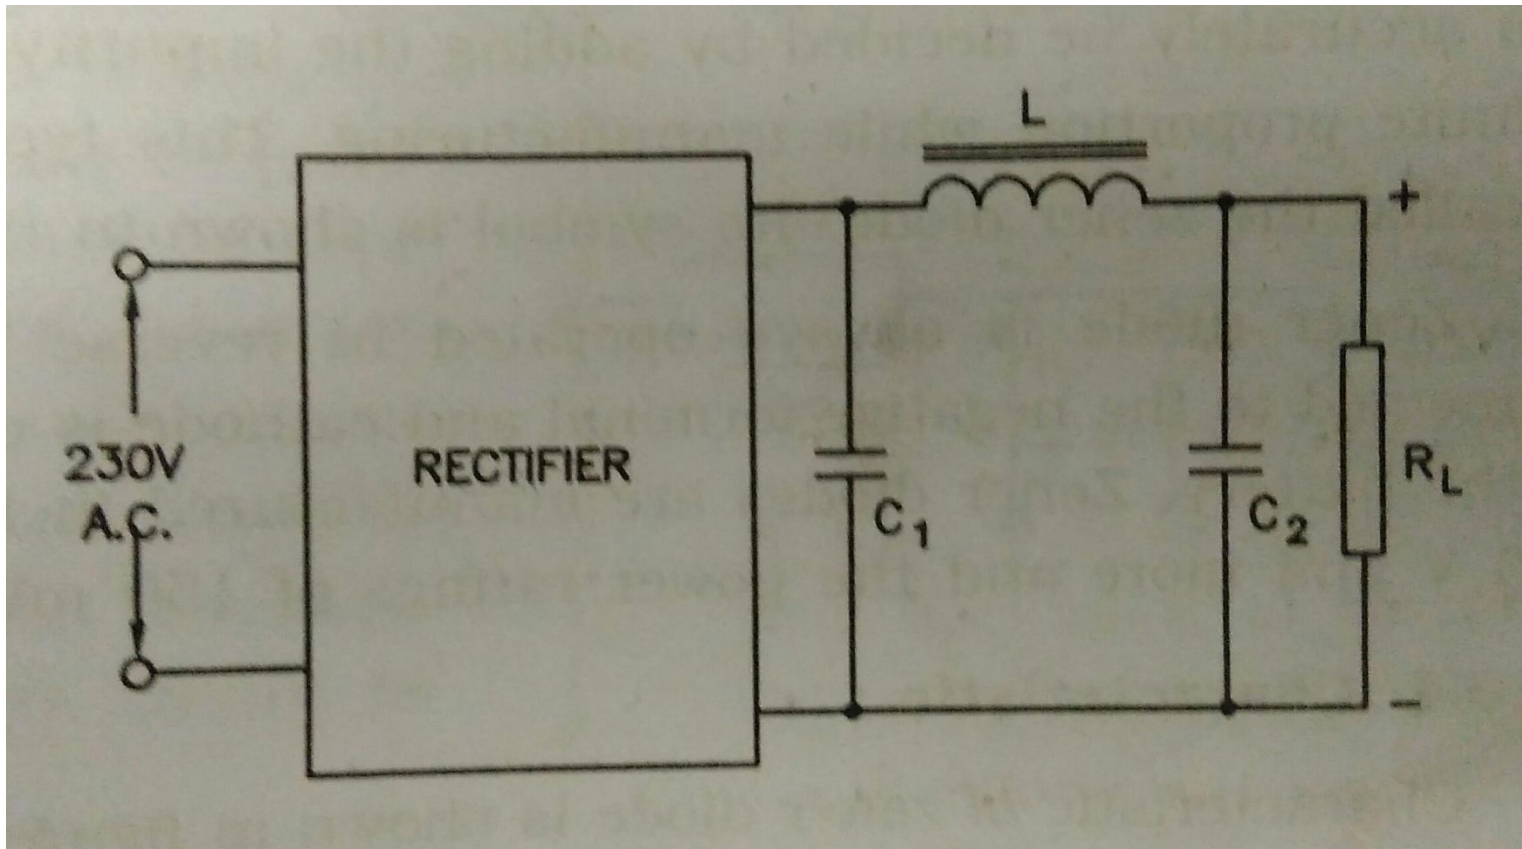 L
+
230V
A.C.
RECTIFIER
C1
C2
RL
-